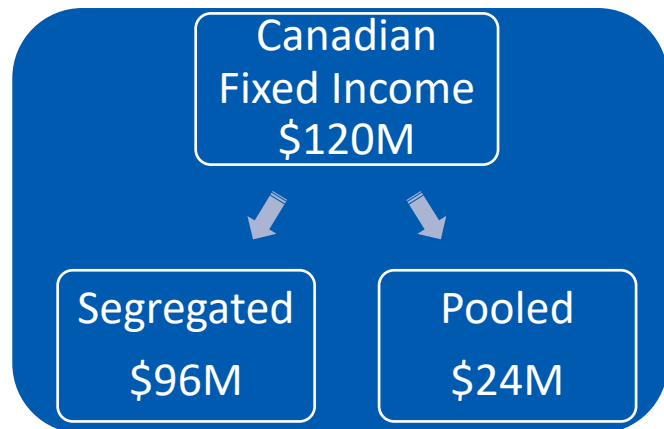 Canadian
Fixed Income
$120M
Segregated
$96M
Pooled
$24M